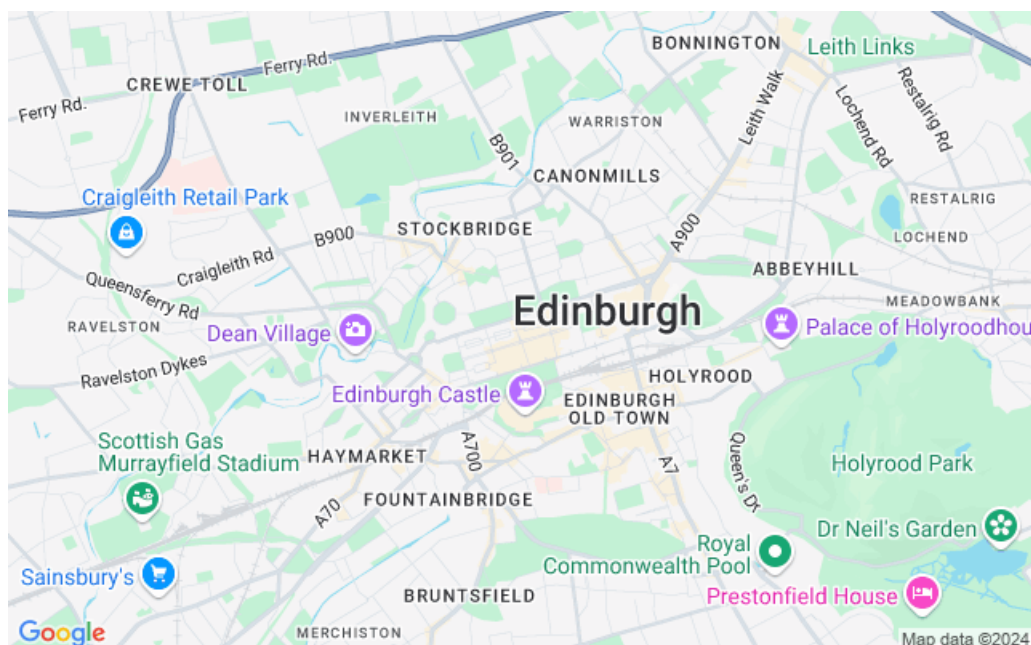 BONNINGTON
Leith Links
Ferry Rd.
CREWE TOLL
Ferry Rd.
Leith Walk
Restalrig Rd
Lochend Rd
INVERLEITH
WARRISTON
B901
CANONMILLS
Craigleith Retail Park
RESTALRIG
STOCKBRIDGE
B900
A900
LOCHEND
Craigleith Rd
ABBEYHILL
Queensferry Rd
MEADOWBANK
RAVELSTON
Dean Village
Edinburgh
Palace of Holyroodhou
Ravelston Dykes
HOLYROOD
Edinburgh Castle
EDINBURGH
OLD TOWN
Scottish Gas
Murrayfield Stadium
HAYMARKET
A700
A7
Queen's Dr
Holyrood Park
FOUNTAINBRIDGE
A70
Dr Neil's Garden
Royal
Commonwealth Pool
Sainsbury's
BRUNTSFIELD
Prestonfield House
MERCHISTON
Google
Map data ©2024